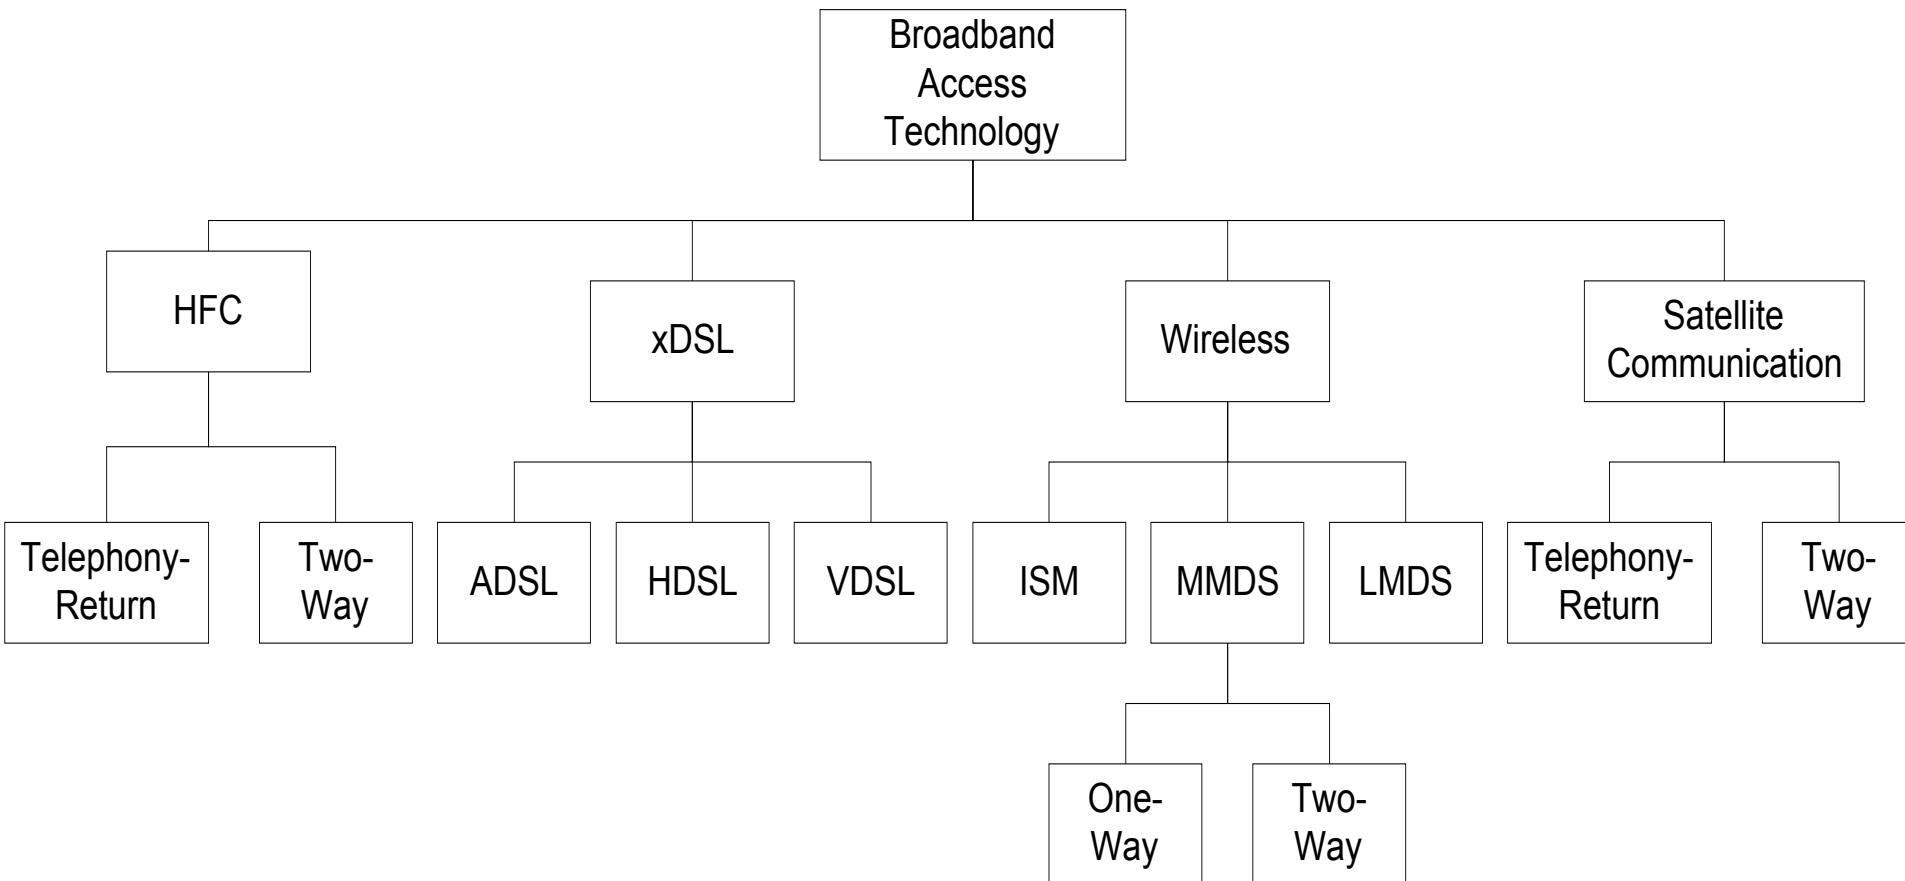 Broadband
Access
Technology
HFC
xDSL
Wireless
Satellite
Communication
Telephony-
Return
Two-
Way
ADSL
HDSL
VDSL
ISM
MMDS
LMDS
Telephony-
Return
Two-
Way
One-
Way
Two-
Way